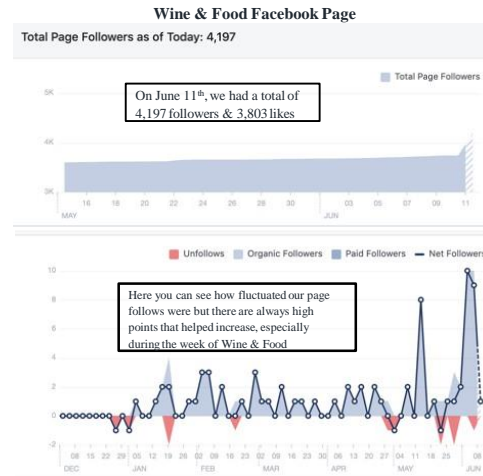 Wine & Food Facebook Page
Total Page Followers as of Today: 4,197
Total Page Followers
5K
On June 11th, we had a total of
4,197 followers & 3,803 likes
4K
3K
16 18 20 22 24 26 28 30 03 05 07 09 11
MAY JUN
Unfollows Organic Followers Paid Followers Net Followers
10
Here you can see how fluctuated our page
follows were but there are always high
points that helped increase, especially
during the week of Wine & Food
8
6
4
2
0
-2
08 15 22 29 05 12 19 26 02 09 16 23 02 09 16 23 30 06 13 20 27 04 11 18 25 08
DEC JAN FEB MAR APR MAY JUN